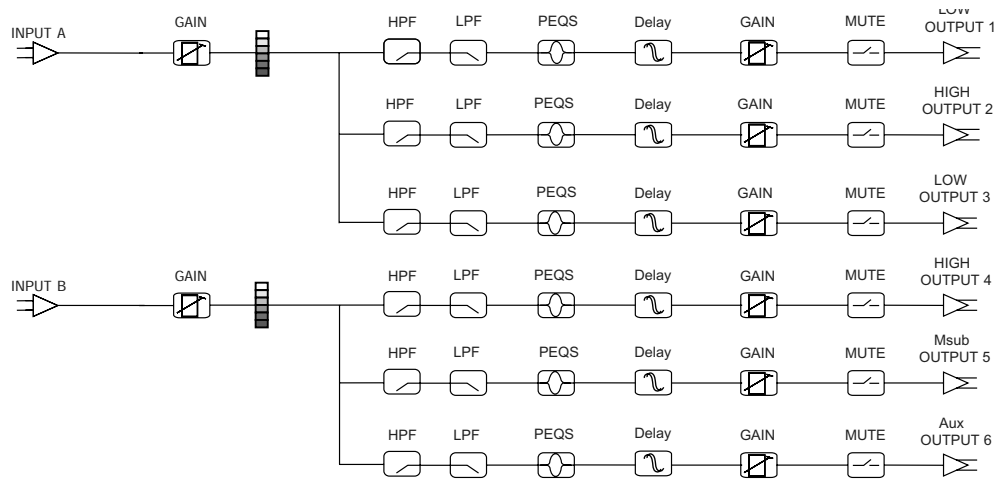 LOW
INPUT A GAIN HPF LPF PEQS Delay GAIN MUTE OUTPUT 1
HIGH
HPF LPF PEQS Delay GAIN MUTE OUTPUT 2
LOW
HPF LPF PEQS Delay GAIN MUTE OUTPUT 3
HIGH
INPUT B GAIN HPF LPF PEQS Delay GAIN MUTE OUTPUT 4
Msub
HPF LPF PEQS Delay GAIN MUTE OUTPUT 5
Aux
HPF LPF PEQS Delay GAIN MUTE OUTPUT 6